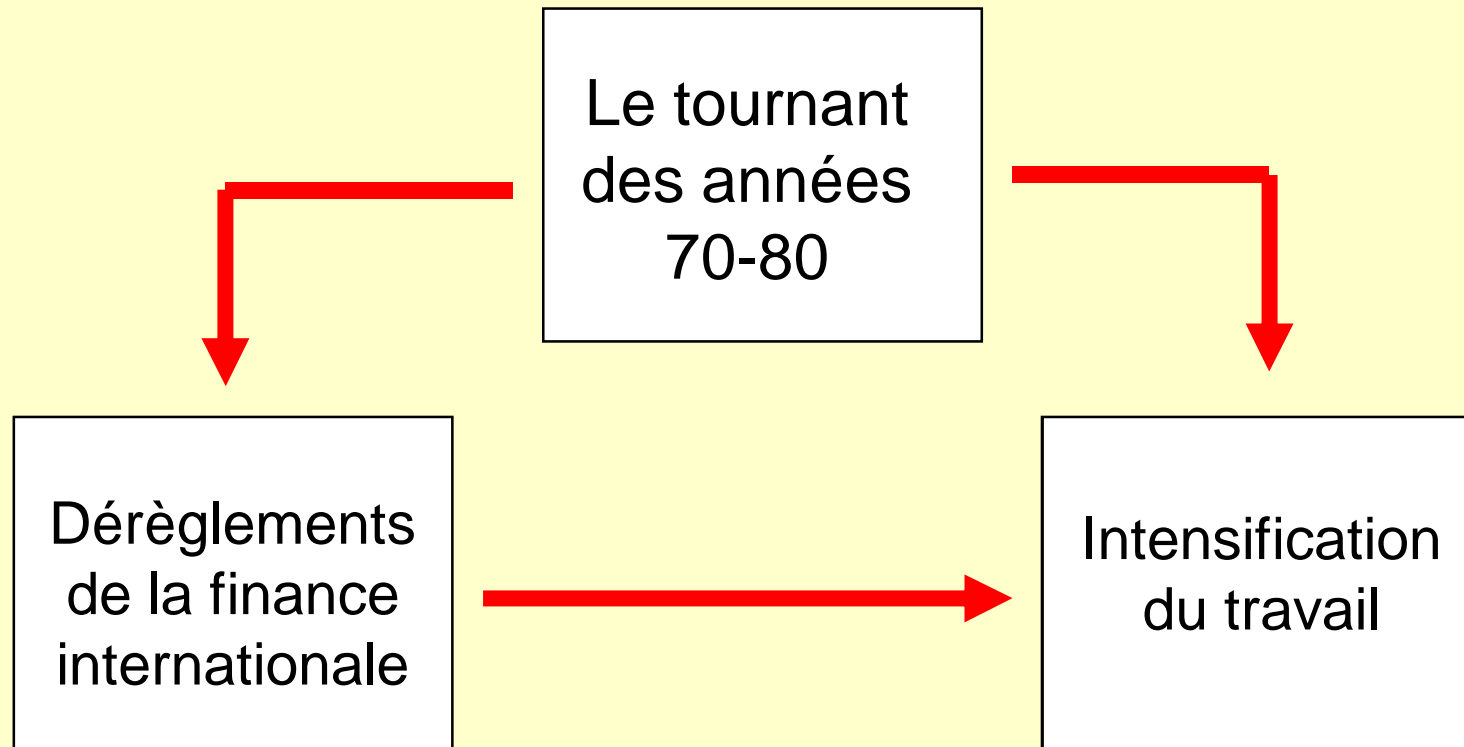 Le tournant
des années
70-80
Dérèglements
de la finance
internationale
Intensification
du travail